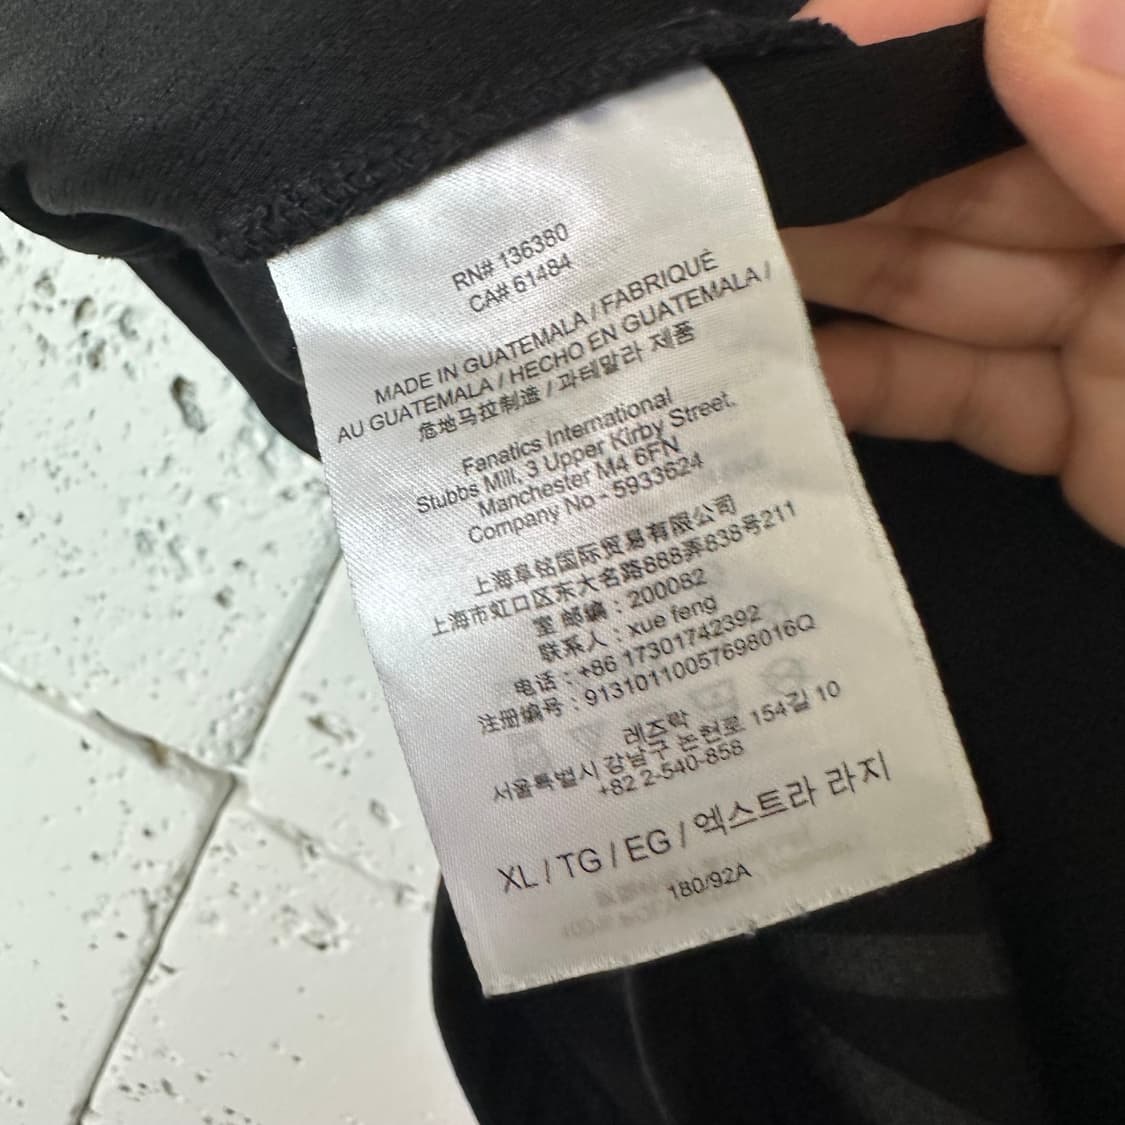 RN# 136380
CA# 61484
MADE IN GUATEMALA / FABRIQUÉ
AU GUATEMALA / HECHO EN GUATEMALA /
危地马拉制造 / 과테말라 제품
Fanatics International
Stubbs Mill, 3 Upper Kirby Street,
Manchester M4 6FN
Company No - 5933624
上海阜铭国际贸易有限公司
上海市虹口区东大名路888弄838号211
室 邮编 : 200082
联系人 : xue feng
电话 : +86 17301742392
注册编号 : 91310110057698016Q
레즈락
서울특별시 강남구 논현로 154길 10
+82 2-540-858
XL / TG / EG / 엑스트라 라지
180/92A